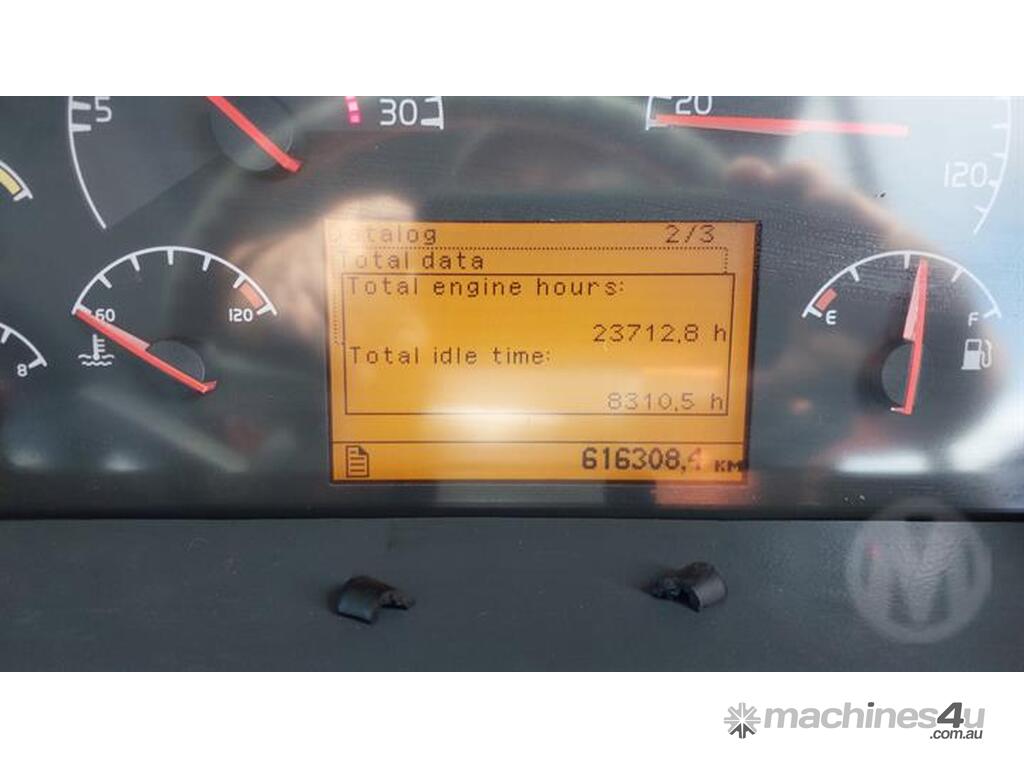 5
30
20
120
Datalog 2/3
Total data
Total engine hours:
23712,8 h
Total idle time:
8310,5 h
616308,4 KM
60
120
E
F
8
M
machines4u
.com.au